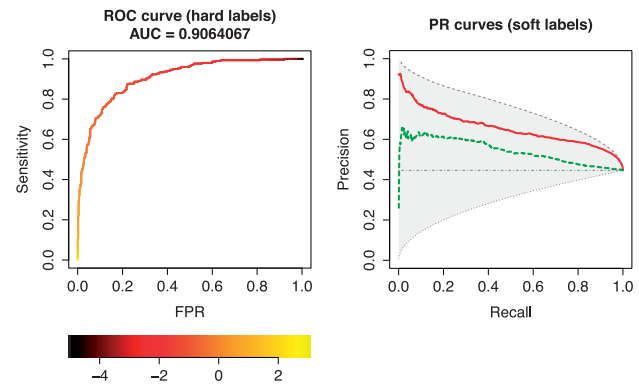 ROC curve (hard labels)
AUC = 0.9064067
Sensitivity
0.0 0.2 0.4 0.6 0.8 1.0
0.0 0.2 0.4 0.6 0.8 1.0
FPR
−4 −2 0 2
PR curves (soft labels)
Precision
0.0 0.2 0.4 0.6 0.8 1.0
0.0 0.2 0.4 0.6 0.8 1.0
Recall